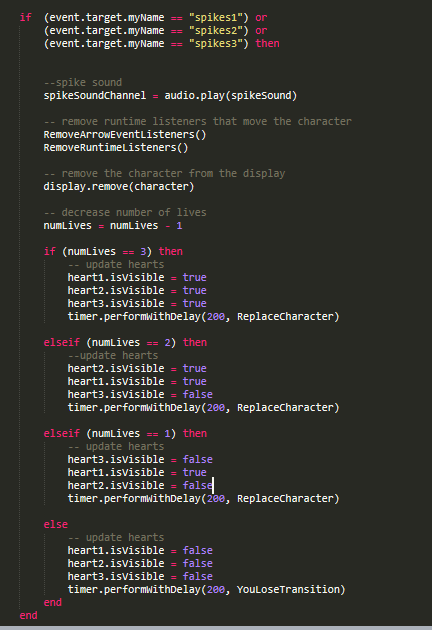 if (event.target.myName == "spikes1") or
(event.target.myName == "spikes2") or
(event.target.myName == "spikes3") then
--spike sound
spikeSoundChannel = audio.play(spikeSound)
-- remove runtime listeners that move the character
RemoveArrowEventListeners()
RemoveRuntimeListeners()
-- remove the character from the display
display.remove(character)
-- decrease number of lives
numLives = numLives - 1
if (numLives == 3) then
-- update hearts
heart1.isVisible = true
heart2.isVisible = true
heart3.isVisible = true
timer.performWithDelay(200, ReplaceCharacter)
elseif (numLives == 2) then
--update hearts
heart2.isVisible = true
heart1.isVisible = true
heart3.isVisible = false
timer.performWithDelay(200, ReplaceCharacter)
elseif (numLives == 1) then
-- update hearts
heart3.isVisible = false
heart1.isVisible = true
heart2.isVisible = false
timer.performWithDelay(200, ReplaceCharacter)
else
-- update hearts
heart1.isVisible = false
heart2.isVisible = false
heart3.isVisible = false
timer.performWithDelay(200, YouLoseTransition)
end
end